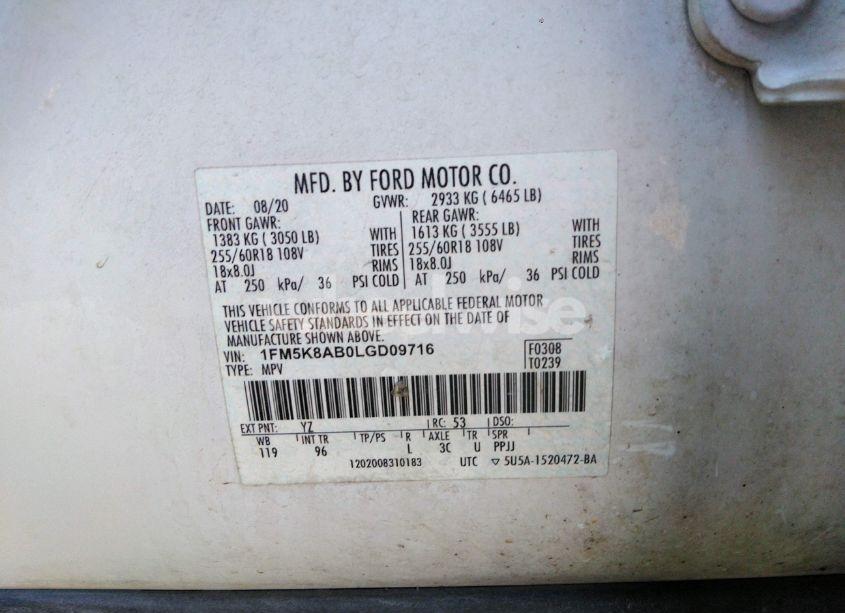 MFD. BY FORD MOTOR CO.
DATE: 08/20 GVWR: 2933 KG ( 6465 LB)
FRONT GAWR: REAR GAWR:
1383 KG ( 3050 LB) WITH 1613 KG ( 3555 LB) WITH
255/60R18 108V TIRES 255/60R18 108V TIRES
18x8.0J RIMS 18x8.0J RIMS
AT 250 kPa/ 36 PSI COLD AT 250 kPa/ 36 PSI COLD
THIS VEHICLE CONFORMS TO ALL APPLICABLE FEDERAL MOTOR
VEHICLE SAFETY STANDARDS IN EFFECT ON THE DATE OF
MANUFACTURE SHOWN ABOVE.
VIN: 1FM5K8AB0LGD09716 F0308
TYPE: MPV T0239
EXT PNT: YZ RC: 53 DSO:
WB INT TR TP/PS R AXLE TR SPR
119 96 L 3C U PPJJ
1202008310183 UTC ▽ 5U5A-1520472-BA